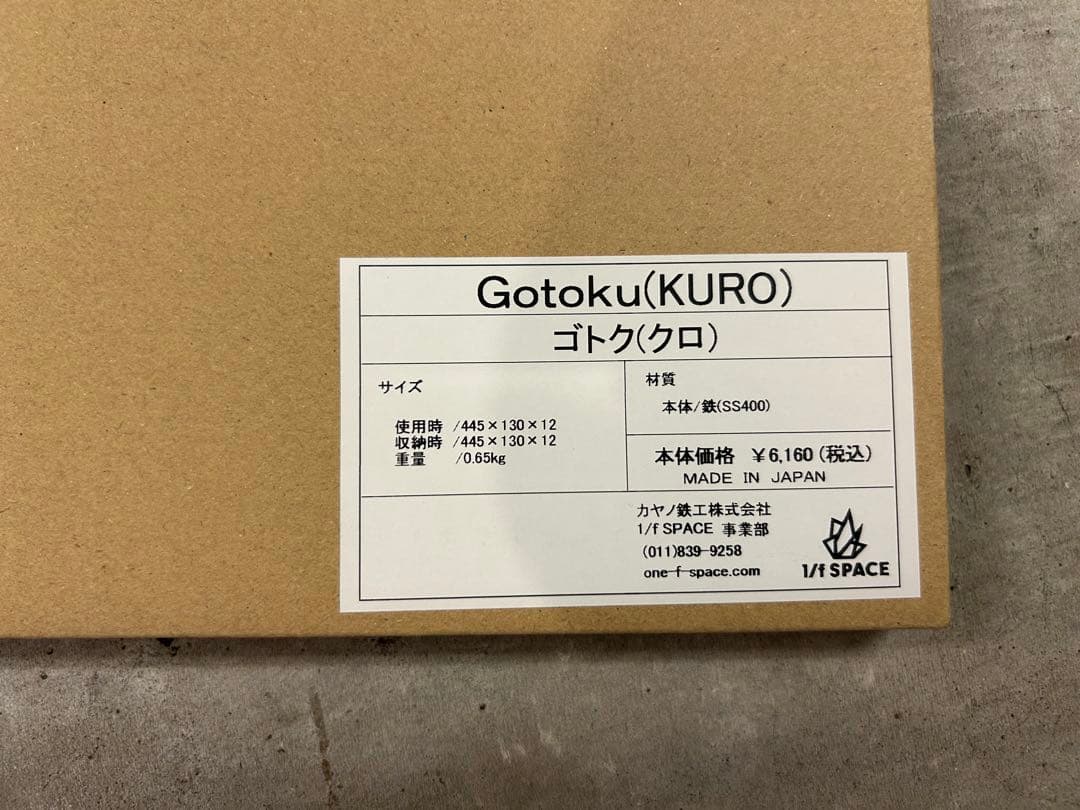 Gotoku(KURO)
ゴトク(クロ)
サイズ
使用時 /445×130×12
収納時 /445×130×12
重量 /0.65kg
材質
本体/鉄(SS400)
本体価格 ¥6,160(税込)
MADE IN JAPAN
カヤノ鉄工株式会社
1/f SPACE 事業部
(011)839-9258
one-f-space.com
1/f SPACE